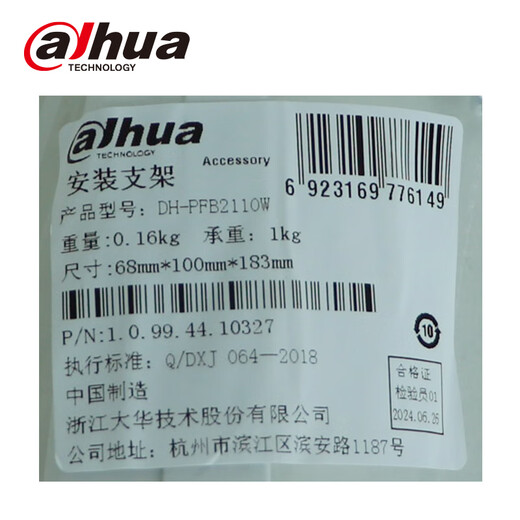 alhua
TECHNOLOGY
alhua
TECHNOLOGY
Accessory
安装支架
产品型号: DH-PFB2110W
重量:0.16kg 承重: 1kg
尺寸:68mm*100mm*183mm
6 923169 776149
P/N:1.0.99.44.10327
执行标准: Q/DXJ 064—2018
中国制造
浙江大华技术股份有限公司
公司地址: 杭州市滨江区滨安路1187号
10
合格证
检验员01
2024.06.26